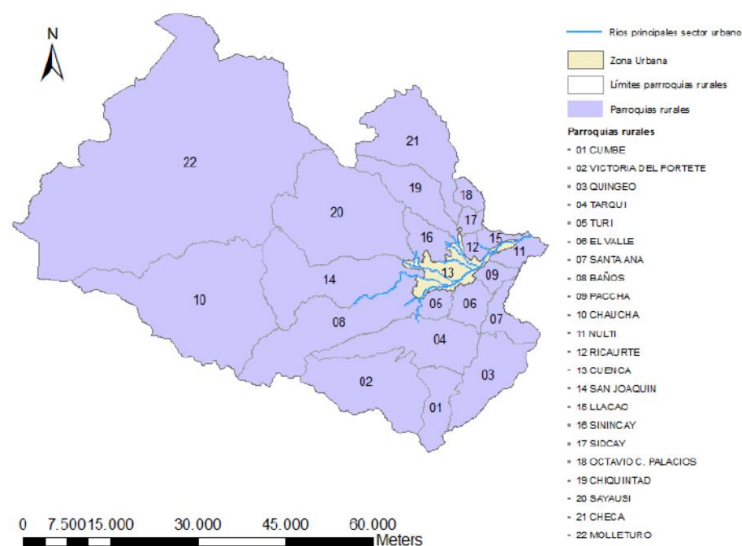 N
22
21
19
18
20
17
16
15
12
11
13
09
14
10
05
06
08
07
04
03
02
01
0 7.500 15.000 30.000 45.000 60.000
Meters
Rios principales sector urbano
Zona Urbana
Límites parrroquias rurales
Parroquias rurales
Parroquias rurales
01 CUMBE
02 VICTORIA DEL PORTETE
03 QUINGEO
04 TARQUI
05 TURI
06 EL VALLE
07 SANTA ANA
08 BAÑOS
09 PACCHA
10 CHAUCHA
11 NULTI
12 RICAURTE
13 CUENCA
14 SAN JOAQUIN
15 LLACAO
16 SININCAY
17 SIDCAY
18 OCTAVIO C. PALACIOS
19 CHIQUINTAD
20 SAYAUSI
21 CHECA
22 MOLLETURO